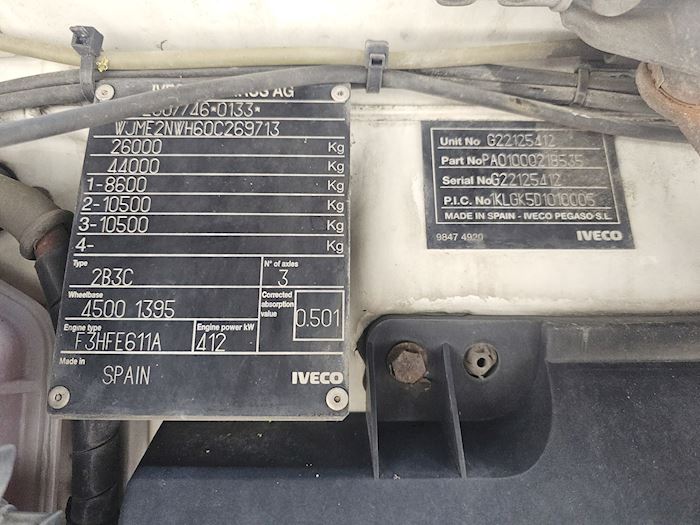 AG
WJME2NWH60C269713
26000 Kg
44000 Kg
1-8600 Kg
2-10500 Kg
3-10500 Kg
4- Kg
Type
2B3C
N° of axles
3
Wheelbase
4500 1395
Corrected absorption value
0.501
Engine type
F3HFE611A
Engine power kW
412
Made in
SPAIN
IVECO
Unit No G22125412
Part No PA01000218535
Serial No G22125412
P.I.C. No 1KLGK5D1010005
MADE IN SPAIN - IVECO PEGASO S.L.
9847 4920 IVECO